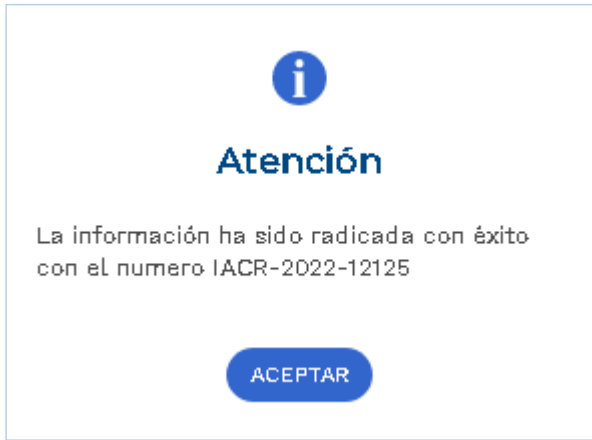 Atención
La información ha sido radicada con éxito
con el numero IACR-2022-12125
ACEPTAR